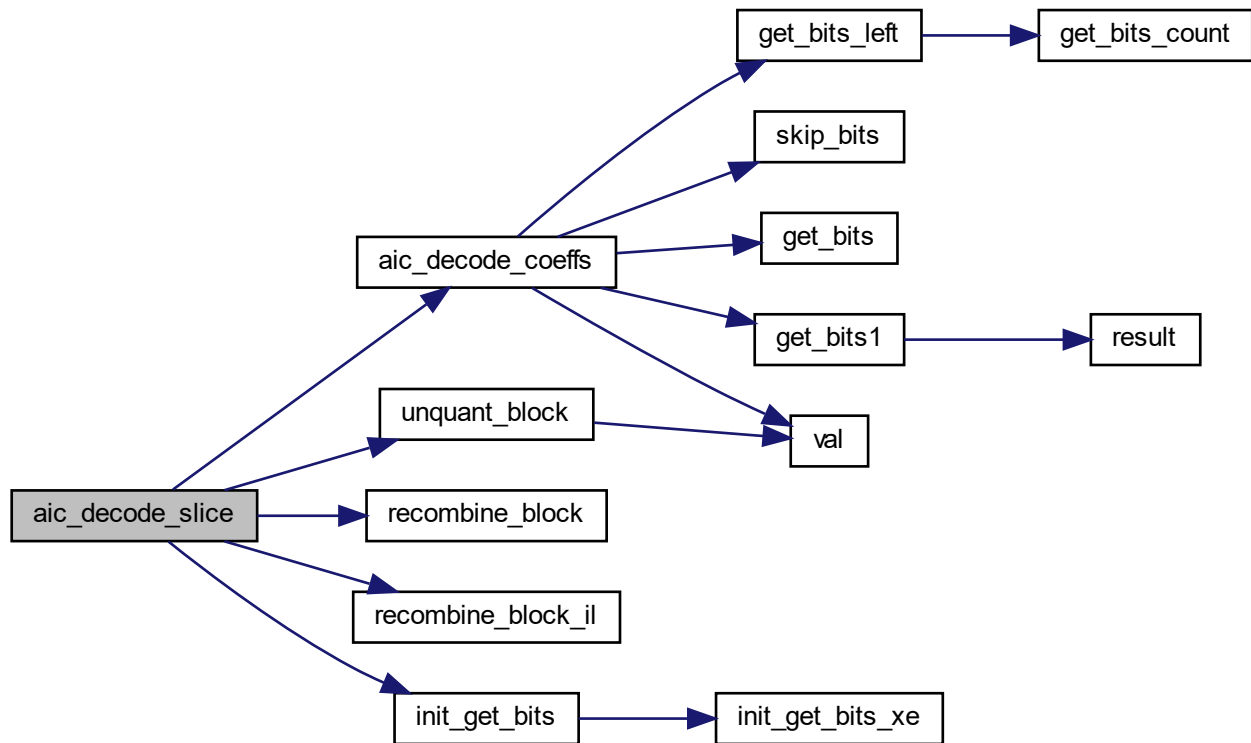 get_bits_left
get_bits_count
skip_bits
get_bits
aic_decode_coeffs
get_bits1
result
unquant_block
val
aic_decode_slice
recombine_block
recombine_block_il
init_get_bits
init_get_bits_xe